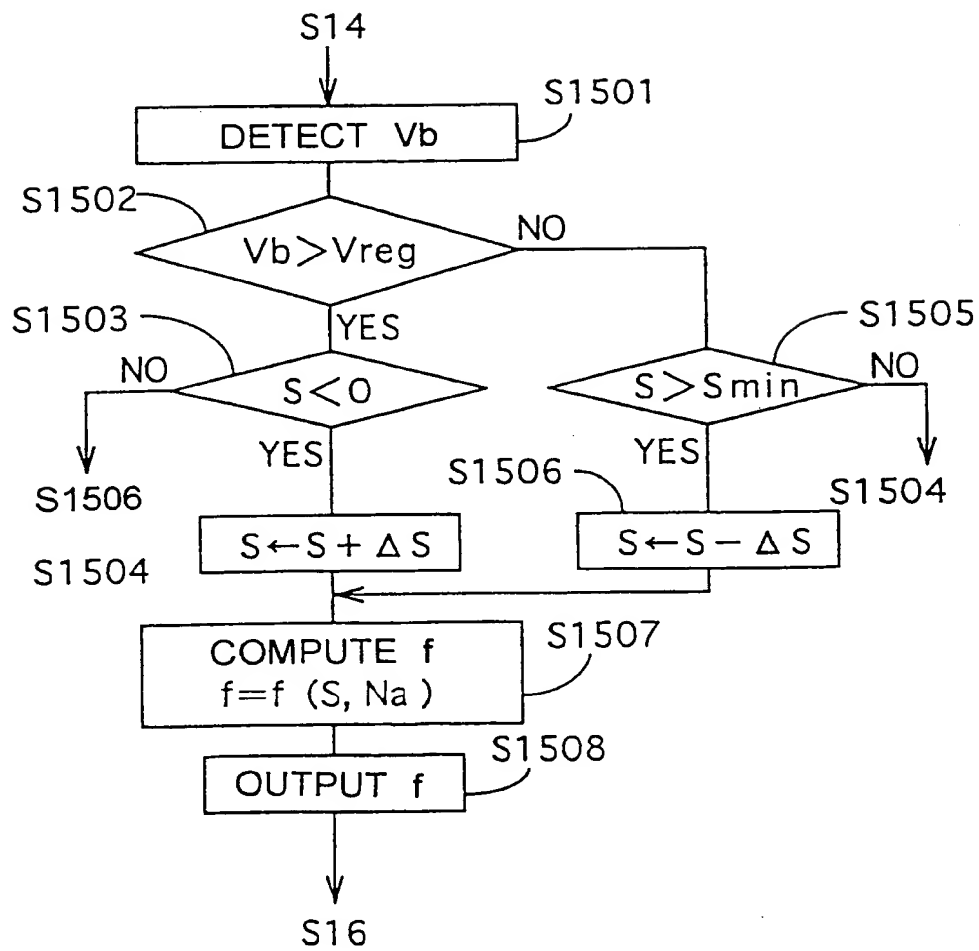 S14
S1501
DETECT Vb
S1502
Vb>Vreg
NO
S1503
YES
S1505
NO
S<0
S>Smin
NO
YES
YES
S1506
S1506
S1504
S←S+ΔS
S←S−ΔS
S1504
COMPUTE f
f=f (S, Na )
S1507
S1508
OUTPUT f
S16